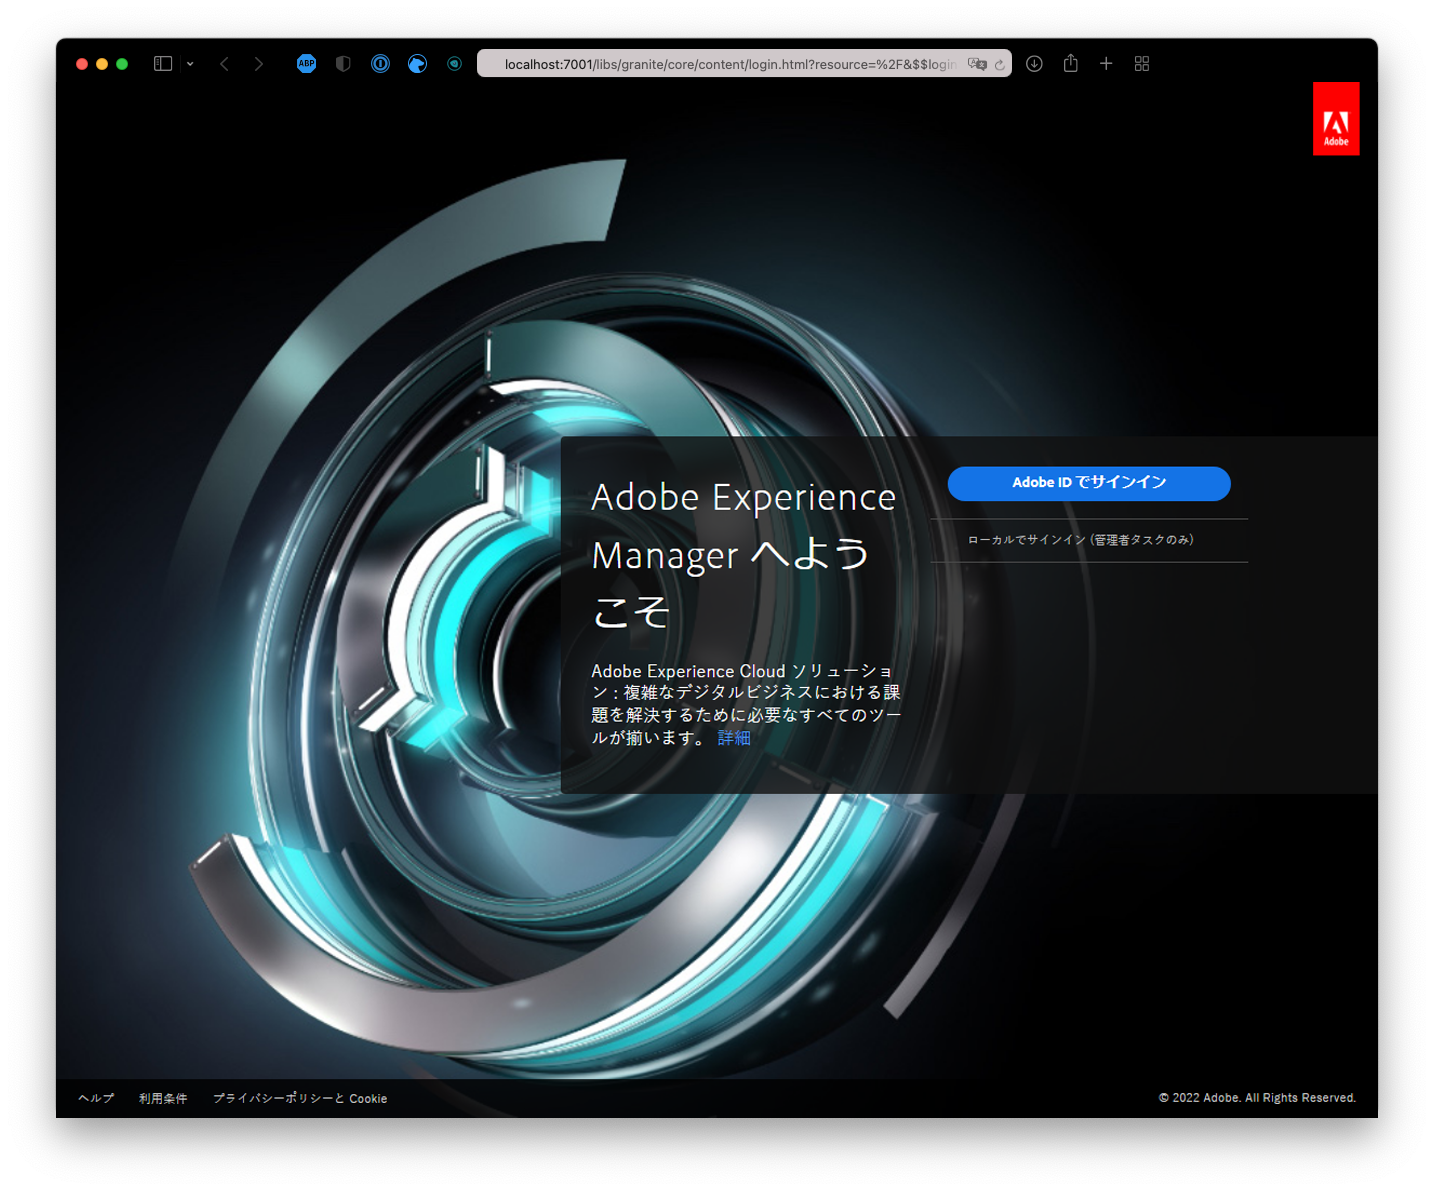 ABP
localhost:7001/libs/granite/core/content/login.html?resource=%2F&$$login
Adobe
Adobe Experience
Manager へよう
こそ
Adobe Experience Cloud ソリューショ
ン : 複雑なデジタルビジネスにおける課
題を解決するために必要なすべてのツー
ルが揃います。 詳細
Adobe ID でサインイン
ローカルでサインイン (管理者タスクのみ)
ヘルプ 利用条件 プライバシーポリシーと Cookie
© 2022 Adobe. All Rights Reserved.